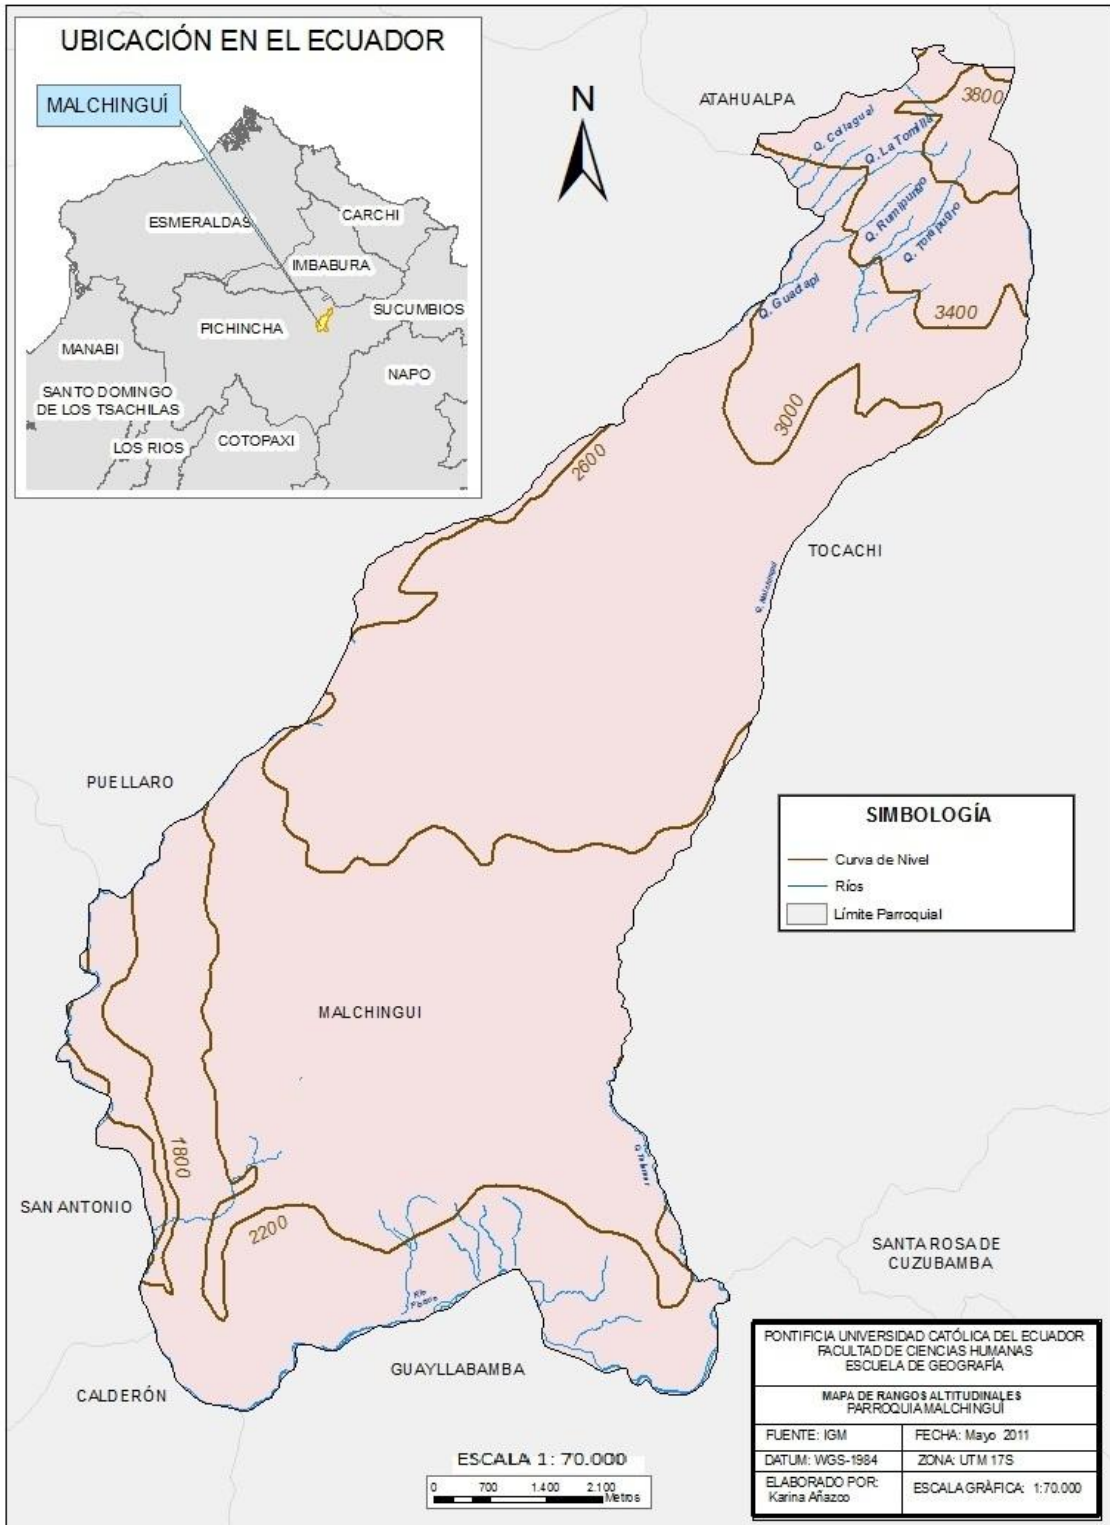 UBICACIÓN EN EL ECUADOR
MALCHINGUÍ
ESMERALDAS
CARCHI
IMBABURA
SUCUMBIOS
PICHINCHA
MANABI
NAPO
SANTO DOMINGO
DE LOS TSACHILAS
LOS RIOS
COTOPAXI
N
ATAHUALPA
3800
Q. La Tomilla
Q. Rumipungo
3400
3000
2600
TOCACHI
PUELLARO
SIMBOLOGÍA
Curva de Nivel
Ríos
Límite Parroquial
MALCHINGUI
1800
SAN ANTONIO
2200
SANTA ROSA DE
CUZUBAMBA
Río
GUAYLLABAMBA
CALDERÓN
ESCALA 1: 70.000
0 700 1.400 2.100
Metros
PONTIFICIA UNIVERSIDAD CATÓLICA DEL ECUADOR
FACULTAD DE CIENCIAS HUMANAS
ESCUELA DE GEOGRAFÍA
MAPA DE RANGOS ALTITUDINALES
PARROQUIA MALCHINGUÍ
FUENTE: IGM
FECHA: Mayo 2011
DATUM: WGS-1984
ZONA: UTM 17S
ELABORADO POR:
Karina Añazco
ESCALA GRÁFICA: 1:70.000